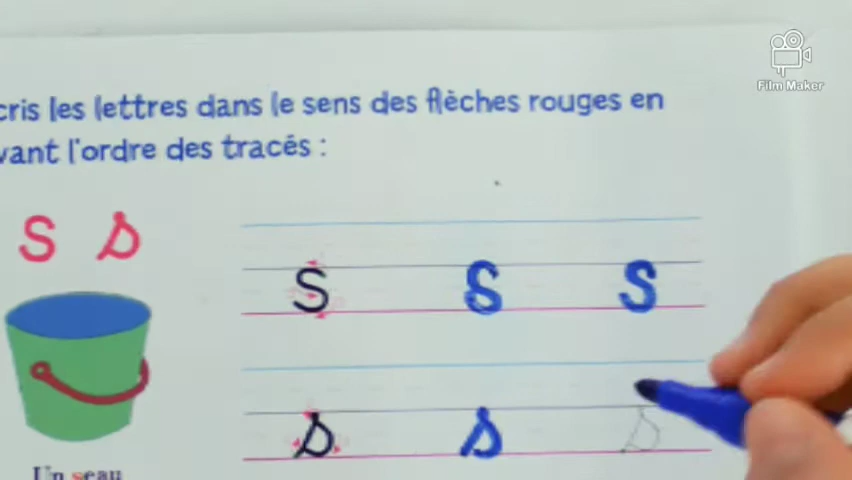 Film Maker
cris les lettres dans le sens des flèches rouges en
vant l'ordre des tracés :
S s
S S S
s s s
Un seau